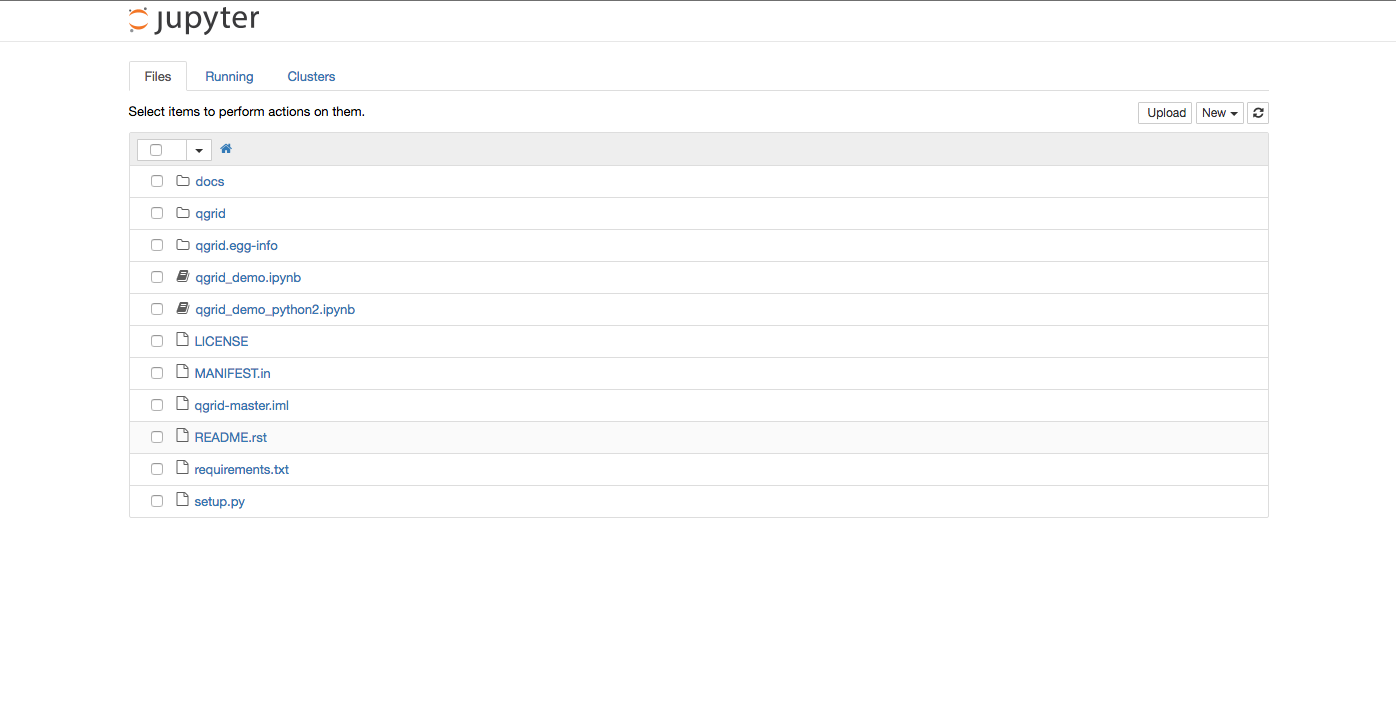 jupyter
Files Running Clusters
Select items to perform actions on them.
Upload New
docs
qgrid
qgrid.egg-info
qgrid_demo.ipynb
qgrid_demo_python2.ipynb
LICENSE
MANIFEST.in
qgrid-master.iml
README.rst
requirements.txt
setup.py